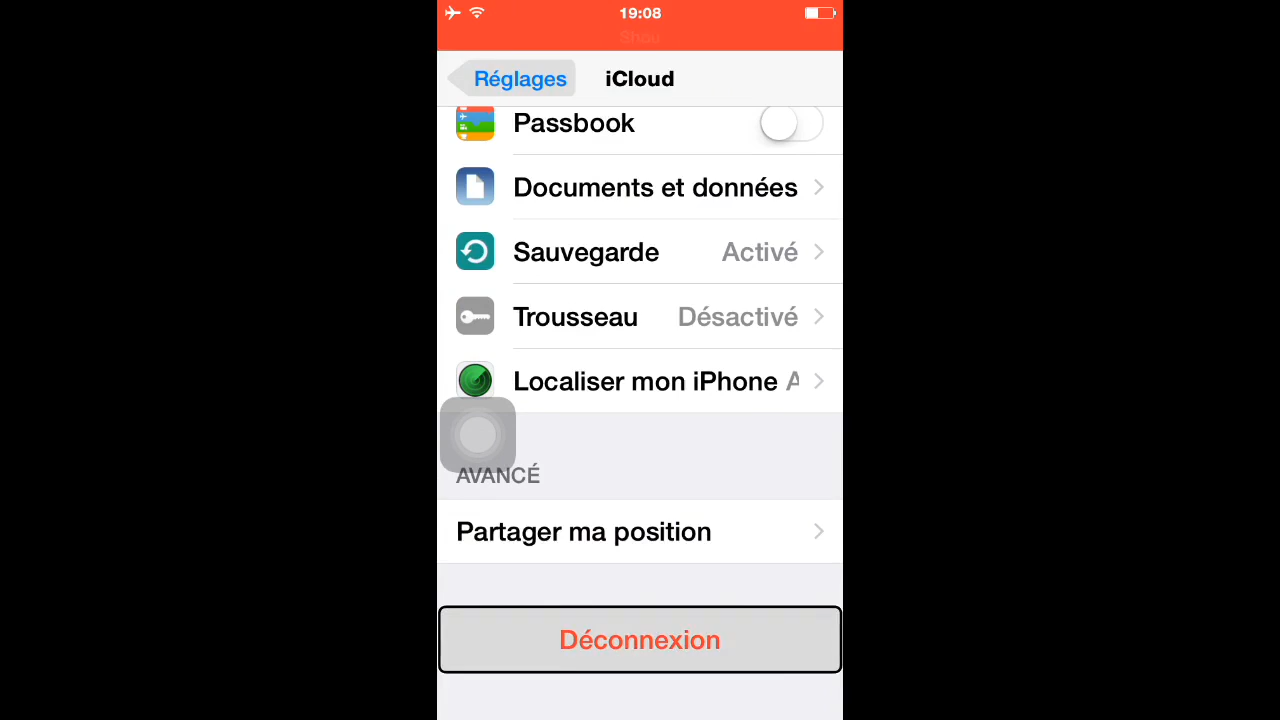 19:08
Shou
Réglages
iCloud
Passbook
Documents et données
Sauvegarde Activé
Trousseau Désactivé
Localiser mon iPhone A
AVANCÉ
Partager ma position
Déconnexion